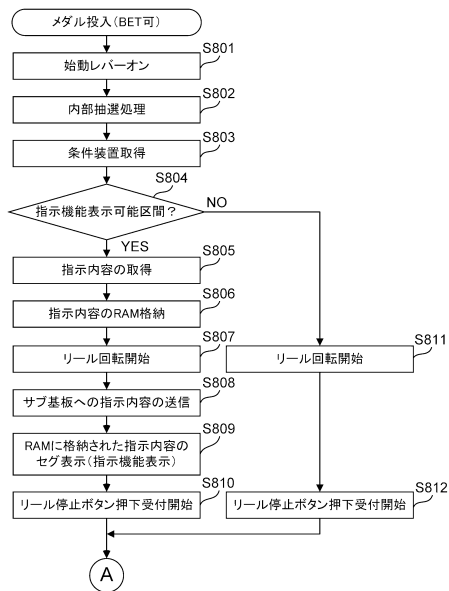 メダル投入（BET可）
S801
始動レバーオン
S802
内部抽選処理
S803
条件装置取得
S804
指示機能表示可能区間？
NO
YES
S805
指示内容の取得
S806
指示内容のRAM格納
S807
リール回転開始
S811
リール回転開始
S808
サブ基板への指示内容の送信
S809
RAMに格納された指示内容の
セグ表示（指示機能表示）
S810
リール停止ボタン押下受付開始
S812
リール停止ボタン押下受付開始
A